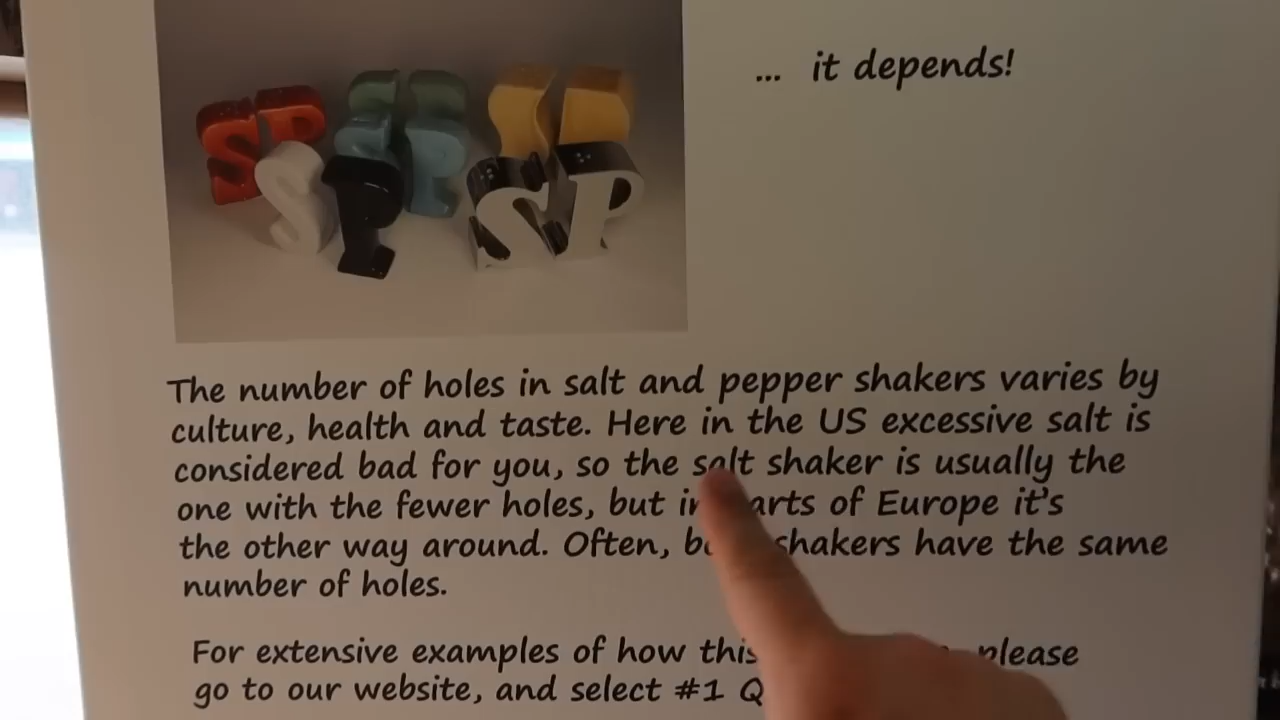 ... it depends!
The number of holes in salt and pepper shakers varies by
culture, health and taste. Here in the US excessive salt is
considered bad for you, so the salt shaker is usually the
one with the fewer holes, but in parts of Europe it's
the other way around. Often, both shakers have the same
number of holes.
For extensive examples of how this please
go to our website, and select #1 Q